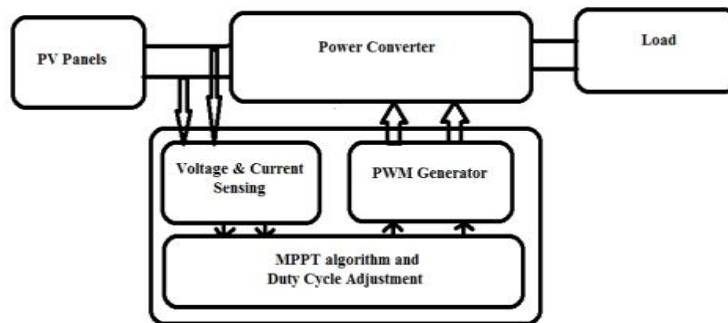 PV Panels
Power Converter
Load
Voltage & Current
Sensing
PWM Generator
MPPT algorithm and
Duty Cycle Adjustment